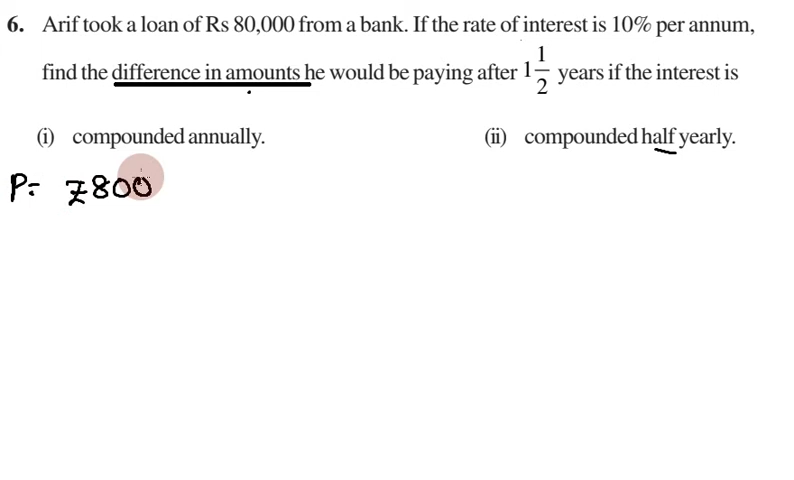 6. Arif took a loan of Rs 80,000 from a bank. If the rate of interest is 10% per annum,
find the difference in amounts he would be paying after 1 1/2 years if the interest is
(i) compounded annually. (ii) compounded half yearly.
P= ₹800